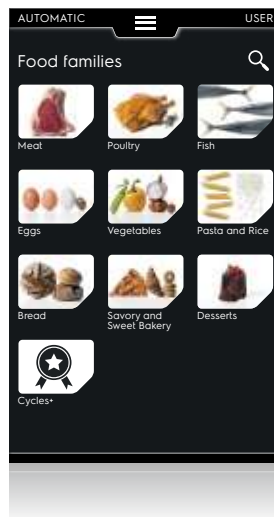 AUTOMATIC USER
Food families
Meat Poultry Fish
Eggs Vegetables Pasta and Rice
Bread Savory and Sweet Bakery Desserts
Cycles+